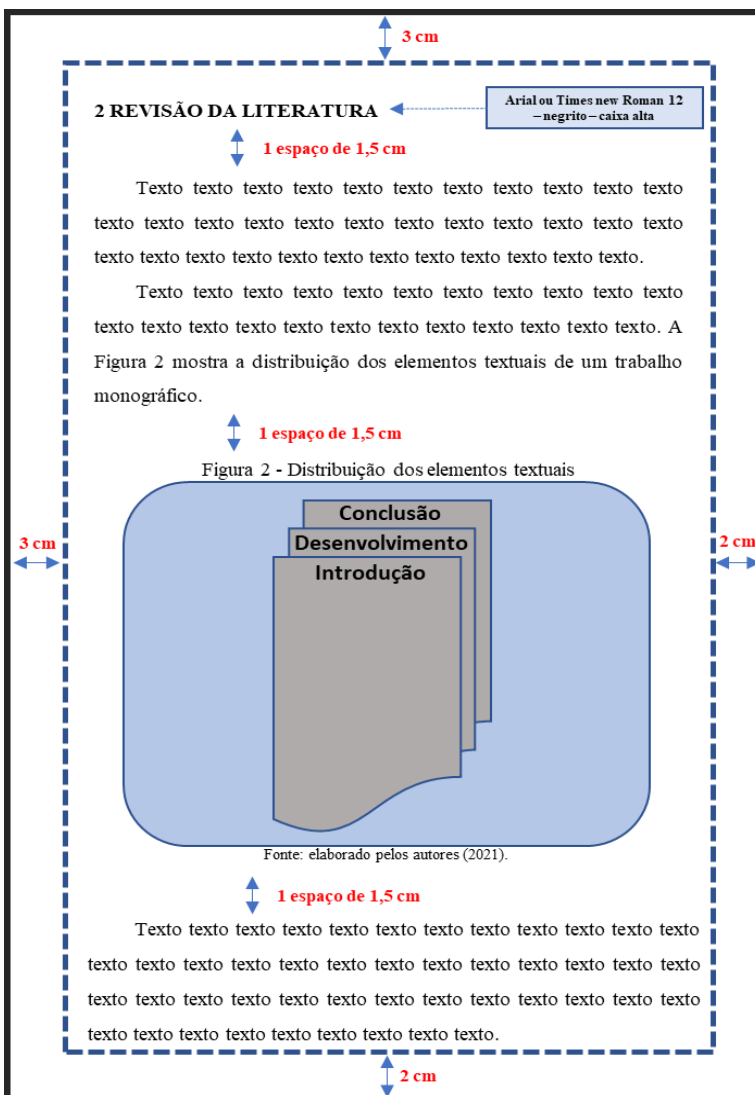 3 cm
2 REVISÃO DA LITERATURA
Arial ou Times new Roman 12
– negrito – caixa alta
1 espaço de 1,5 cm
Texto texto texto texto texto texto texto texto texto texto texto
texto texto texto texto texto texto texto texto texto texto texto texto
texto texto texto texto texto texto texto texto texto texto texto texto.
Texto texto texto texto texto texto texto texto texto texto texto
texto texto texto texto texto texto texto texto texto texto texto texto. A
Figura 2 mostra a distribuição dos elementos textuais de um trabalho
monográfico.
1 espaço de 1,5 cm
Figura 2 - Distribuição dos elementos textuais
Conclusão
Desenvolvimento
Introdução
3 cm
2 cm
Fonte: elaborado pelos autores (2021).
1 espaço de 1,5 cm
Texto texto texto texto texto texto texto texto texto texto texto texto
texto texto texto texto texto texto texto texto texto texto texto texto texto
texto texto texto texto texto texto texto texto texto texto texto texto texto
texto texto texto texto texto texto texto texto texto.
2 cm